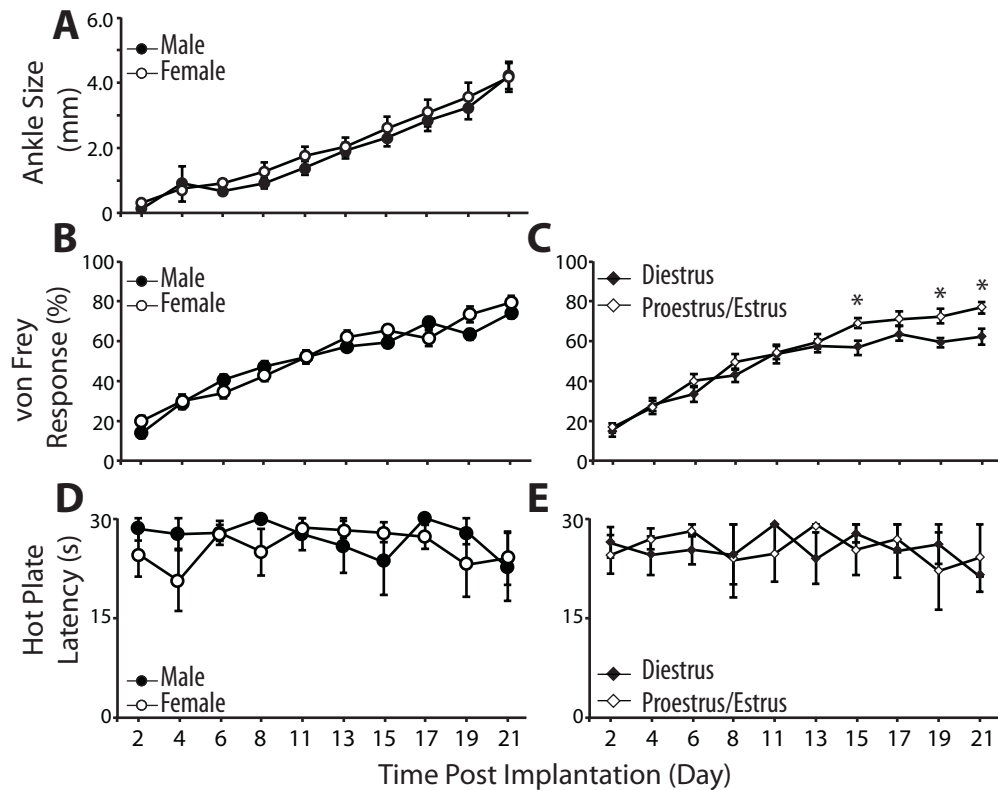 A
Ankle Size
(mm)
6.0
4.0
2.0
0
Male
Female
B
von Frey
Response (%)
100
80
60
40
20
0
Male
Female
C
100
80
60
40
20
0
Diestrus
Proestrus/Estrus
* * *
D
Hot Plate
Latency (s)
30
15
0
Male
Female
2 4 6 8 11 13 15 17 19 21
E
30
15
0
Diestrus
Proestrus/Estrus
2 4 6 8 11 13 15 17 19 21
Time Post Implantation (Day)